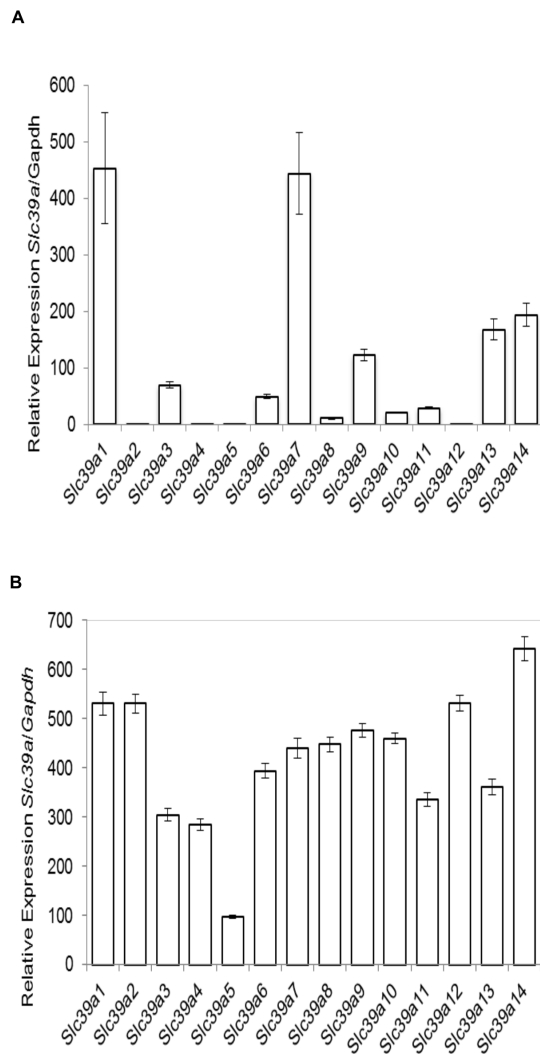 A
Relative Expression Slc39a/Gapdh
600
500
400
300
200
100
0
Slc39a1
Slc39a2
Slc39a3
Slc39a4
Slc39a5
Slc39a6
Slc39a7
Slc39a8
Slc39a9
Slc39a10
Slc39a11
Slc39a12
Slc39a13
Slc39a14
B
Relative Expression Slc39a/Gapdh
700
600
500
400
300
200
100
0
Slc39a1
Slc39a2
Slc39a3
Slc39a4
Slc39a5
Slc39a6
Slc39a7
Slc39a8
Slc39a9
Slc39a10
Slc39a11
Slc39a12
Slc39a13
Slc39a14